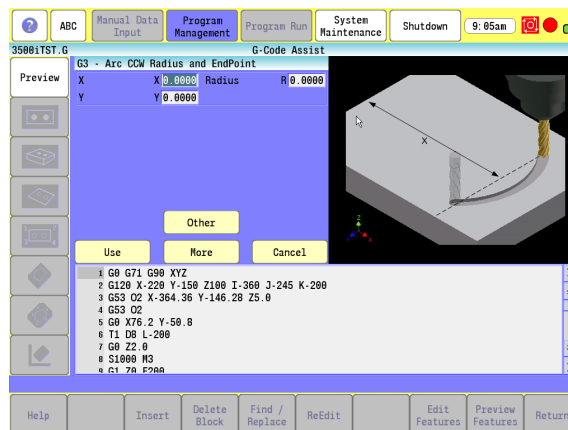 ? ABC Manual Data Input Program Management Program Run System Maintenance Shutdown 9:05am
3500iTST.G G-Code Assist
Preview
G3 - Arc CCW Radius and EndPoint
X X 0.0000 Radius R 0.0000
Y Y 0.0000
X
Z
Y X
Other
Use More Cancel
1 G0 G71 G90 XYZ
2 G120 X-220 Y-150 Z100 I-360 J-245 K-200
3 G53 O2 X-364.36 Y-146.28 Z5.0
4 G53 O2
5 G0 X76.2 Y-50.8
6 T1 D8 L-200
7 G0 Z2.0
8 S1000 M3
9 G1 Z0 F200
Help Insert Delete Block Find / Replace ReEdit Edit Features Preview Features Return